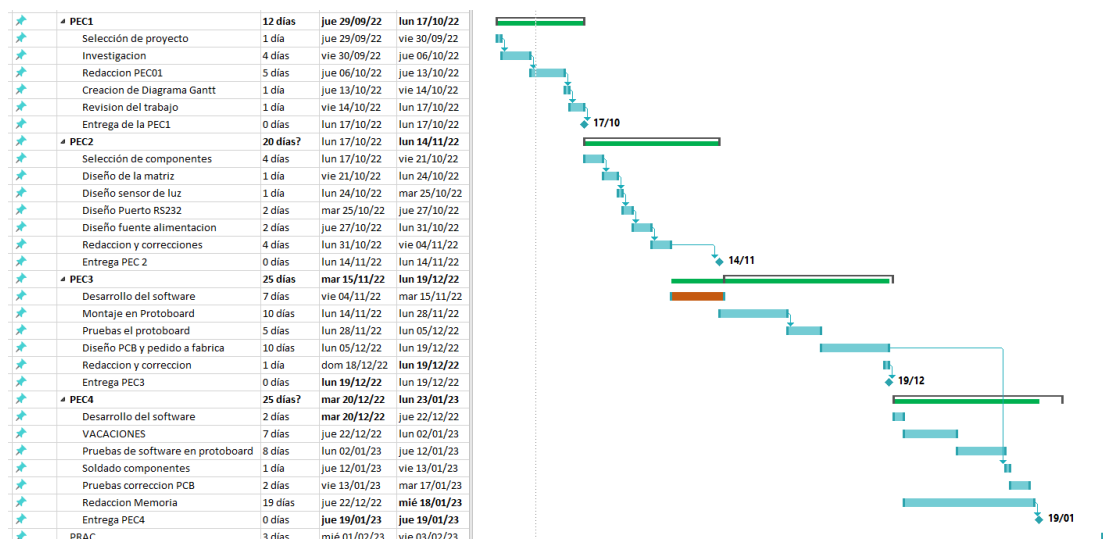 PEC1 12 días jue 29/09/22 lun 17/10/22
Selección de proyecto 1 día jue 29/09/22 vie 30/09/22
Investigacion 4 días vie 30/09/22 jue 06/10/22
Redaccion PEC01 5 días jue 06/10/22 jue 13/10/22
Creacion de Diagrama Gantt 1 día jue 13/10/22 vie 14/10/22
Revision del trabajo 1 día vie 14/10/22 lun 17/10/22
Entrega de la PEC1 0 días lun 17/10/22 lun 17/10/22 17/10
PEC2 20 días? lun 17/10/22 lun 14/11/22
Selección de componentes 4 días lun 17/10/22 vie 21/10/22
Diseño de la matriz 1 día vie 21/10/22 lun 24/10/22
Diseño sensor de luz 1 día lun 24/10/22 mar 25/10/22
Diseño Puerto RS232 2 días mar 25/10/22 jue 27/10/22
Diseño fuente alimentacion 2 días jue 27/10/22 lun 31/10/22
Redaccion y correcciones 4 días lun 31/10/22 vie 04/11/22
Entrega PEC 2 0 días lun 14/11/22 lun 14/11/22 14/11
PEC3 25 días mar 15/11/22 lun 19/12/22
Desarrollo del software 7 días vie 04/11/22 mar 15/11/22
Montaje en Protoboard 10 días lun 14/11/22 lun 28/11/22
Pruebas el protoboard 5 días lun 28/11/22 lun 05/12/22
Diseño PCB y pedido a fabrica 10 días lun 05/12/22 lun 19/12/22
Redaccion y correccion 1 día dom 18/12/22 lun 19/12/22
Entrega PEC3 0 días lun 19/12/22 lun 19/12/22 19/12
PEC4 25 días? mar 20/12/22 lun 23/01/23
Desarrollo del software 2 días mar 20/12/22 jue 22/12/22
VACACIONES 7 días jue 22/12/22 lun 02/01/23
Pruebas de software en protoboard 8 días lun 02/01/23 jue 12/01/23
Soldado componentes 1 día jue 12/01/23 vie 13/01/23
Pruebas correccion PCB 2 días vie 13/01/23 mar 17/01/23
Redaccion Memoria 19 días jue 22/12/22 mié 18/01/23
Entrega PEC4 0 días jue 19/01/23 jue 19/01/23 19/01
PRAC 3 días mié 01/02/23 vie 03/02/23